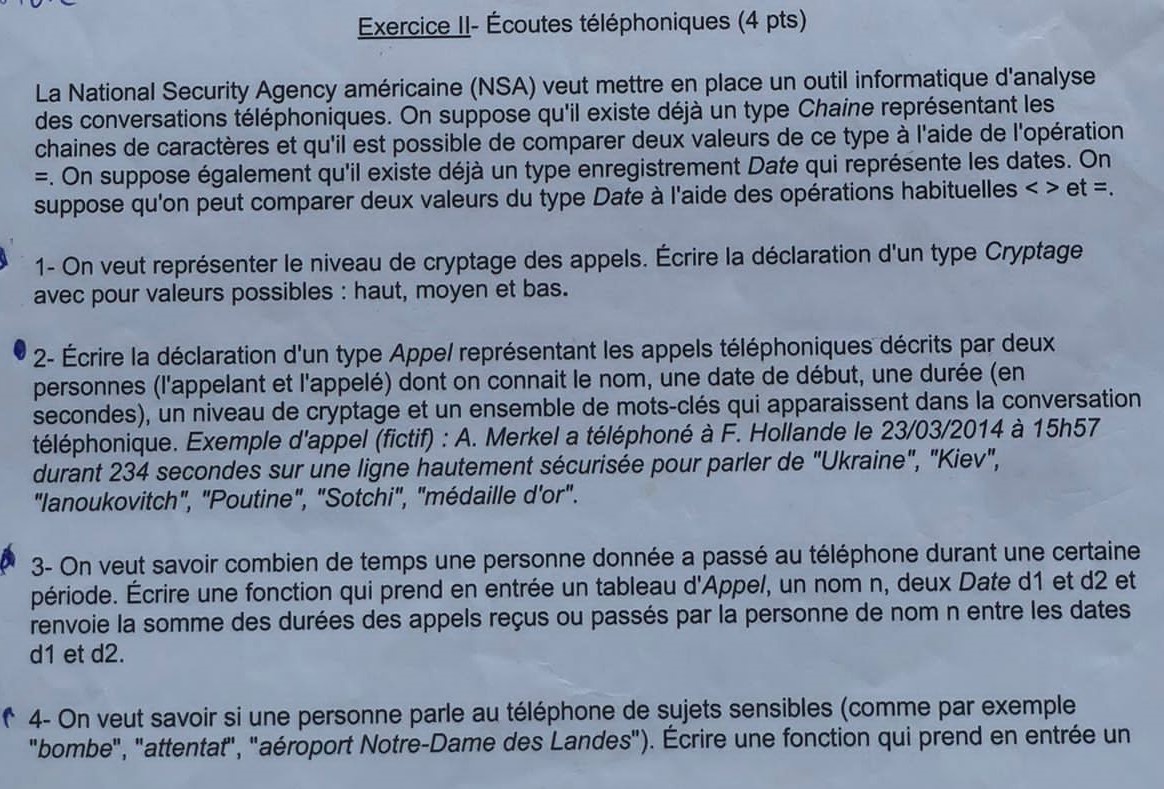 Exercice II- Écoutes téléphoniques (4 pts)
La National Security Agency américaine (NSA) veut mettre en place un outil informatique d'analyse
des conversations téléphoniques. On suppose qu'il existe déjà un type Chaine représentant les
chaines de caractères et qu'il est possible de comparer deux valeurs de ce type à l'aide de l'opération
=. On suppose également qu'il existe déjà un type enregistrement Date qui représente les dates. On
suppose qu'on peut comparer deux valeurs du type Date à l'aide des opérations habituelles < > et =.
1- On veut représenter le niveau de cryptage des appels. Écrire la déclaration d'un type Cryptage
avec pour valeurs possibles : haut, moyen et bas.
2- Écrire la déclaration d'un type Appel représentant les appels téléphoniques décrits par deux
personnes (l'appelant et l'appelé) dont on connait le nom, une date de début, une durée (en
secondes), un niveau de cryptage et un ensemble de mots-clés qui apparaissent dans la conversation
téléphonique. Exemple d'appel (fictif) : A. Merkel a téléphoné à F. Hollande le 23/03/2014 à 15h57
durant 234 secondes sur une ligne hautement sécurisée pour parler de "Ukraine", "Kiev",
"Ianoukovitch", "Poutine", "Sotchi", "médaille d'or".
3- On veut savoir combien de temps une personne donnée a passé au téléphone durant une certaine
période. Écrire une fonction qui prend en entrée un tableau d'Appel, un nom n, deux Date d1 et d2 et
renvoie la somme des durées des appels reçus ou passés par la personne de nom n entre les dates
d1 et d2.
4- On veut savoir si une personne parle au téléphone de sujets sensibles (comme par exemple
"bombe", "attentat", "aéroport Notre-Dame des Landes"). Écrire une fonction qui prend en entrée un